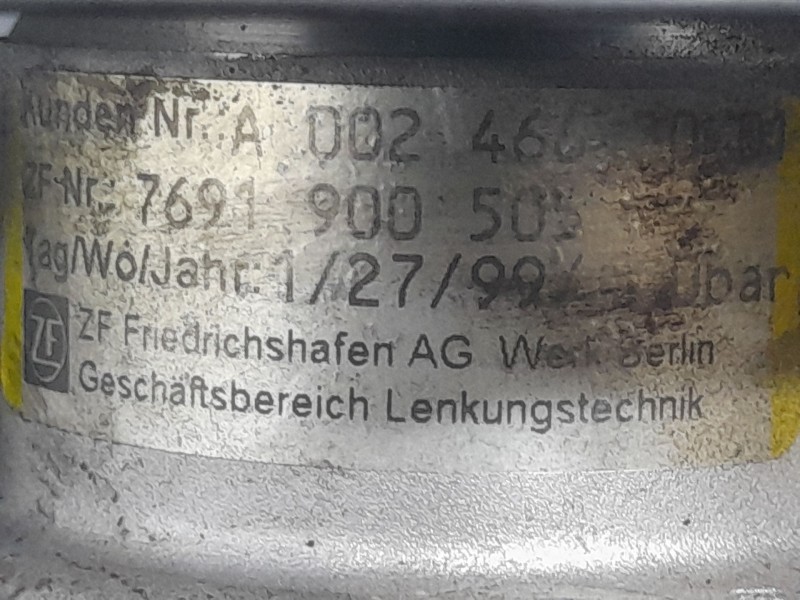 Kunden Nr.: A 002 466
ZF-Nr.: 7691 900 505
Tag/Wo/Jahr: 1/27/99
ZF ZF Friedrichshafen AG Werk Berlin
Geschäftsbereich Lenkungstechnik